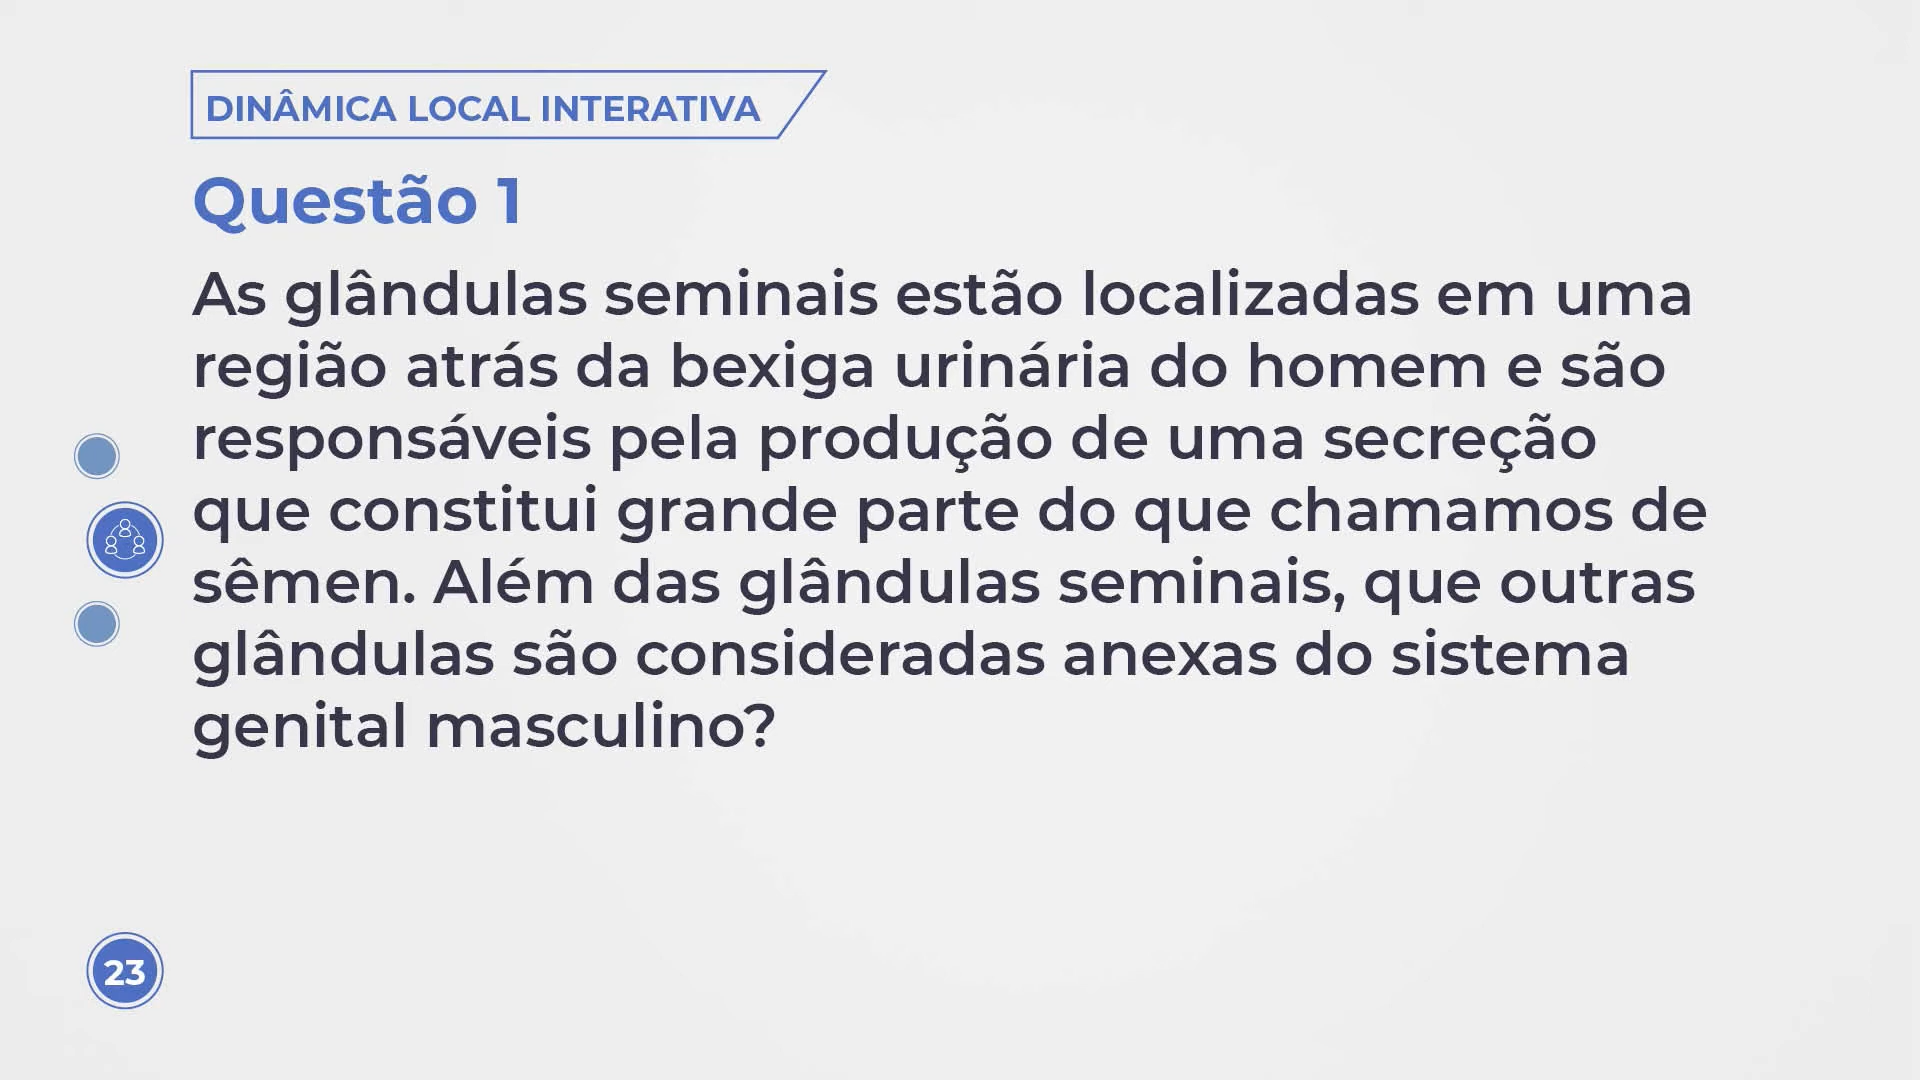 DINÂMICA LOCAL INTERATIVA
Questão 1
As glândulas seminais estão localizadas em uma
região atrás da bexiga urinária do homem e são
responsáveis pela produção de uma secreção
que constitui grande parte do que chamamos de
sêmen. Além das glândulas seminais, que outras
glândulas são consideradas anexas do sistema
genital masculino?
23